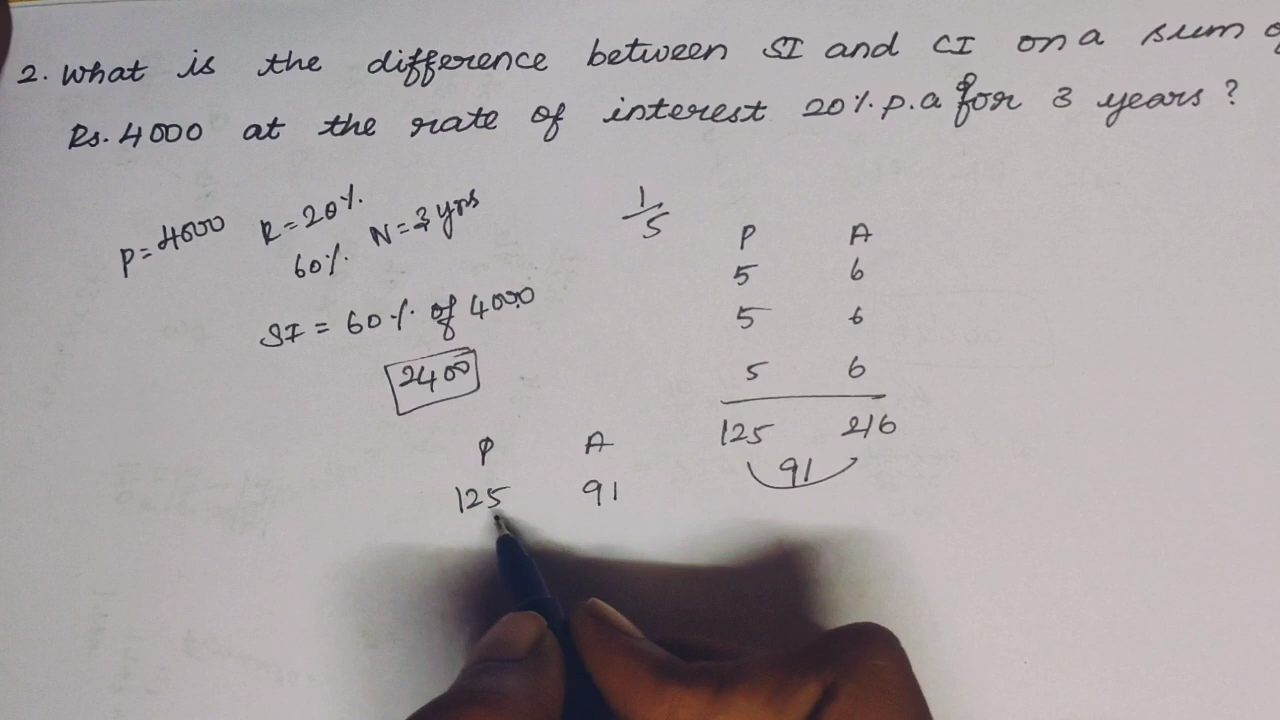 2. What is the difference between SI and CI on a sum
Rs. 4000 at the rate of interest 20%. p.a for 3 years ?
P = 4000 R = 20%. N = 3 yrs
60%.
SI = 60%. of 4000
2400
1/5
P A
5 6
5 6
5 6
125 216
91
P A
125 91